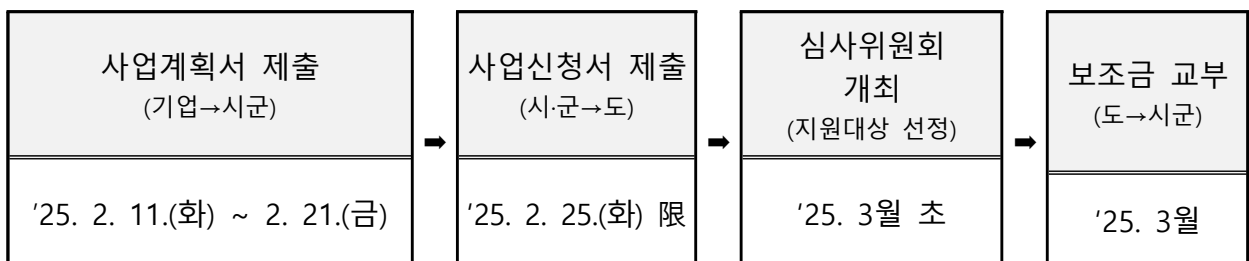 사업계획서 제출
(기업→시군)
'25. 2. 11.(화) ~ 2. 21.(금)
➡
사업신청서 제출
(시·군→도)
'25. 2. 25.(화) 限
➡
심사위원회
개최
(지원대상 선정)
'25. 3월 초
➡
보조금 교부
(도→시군)
'25. 3월